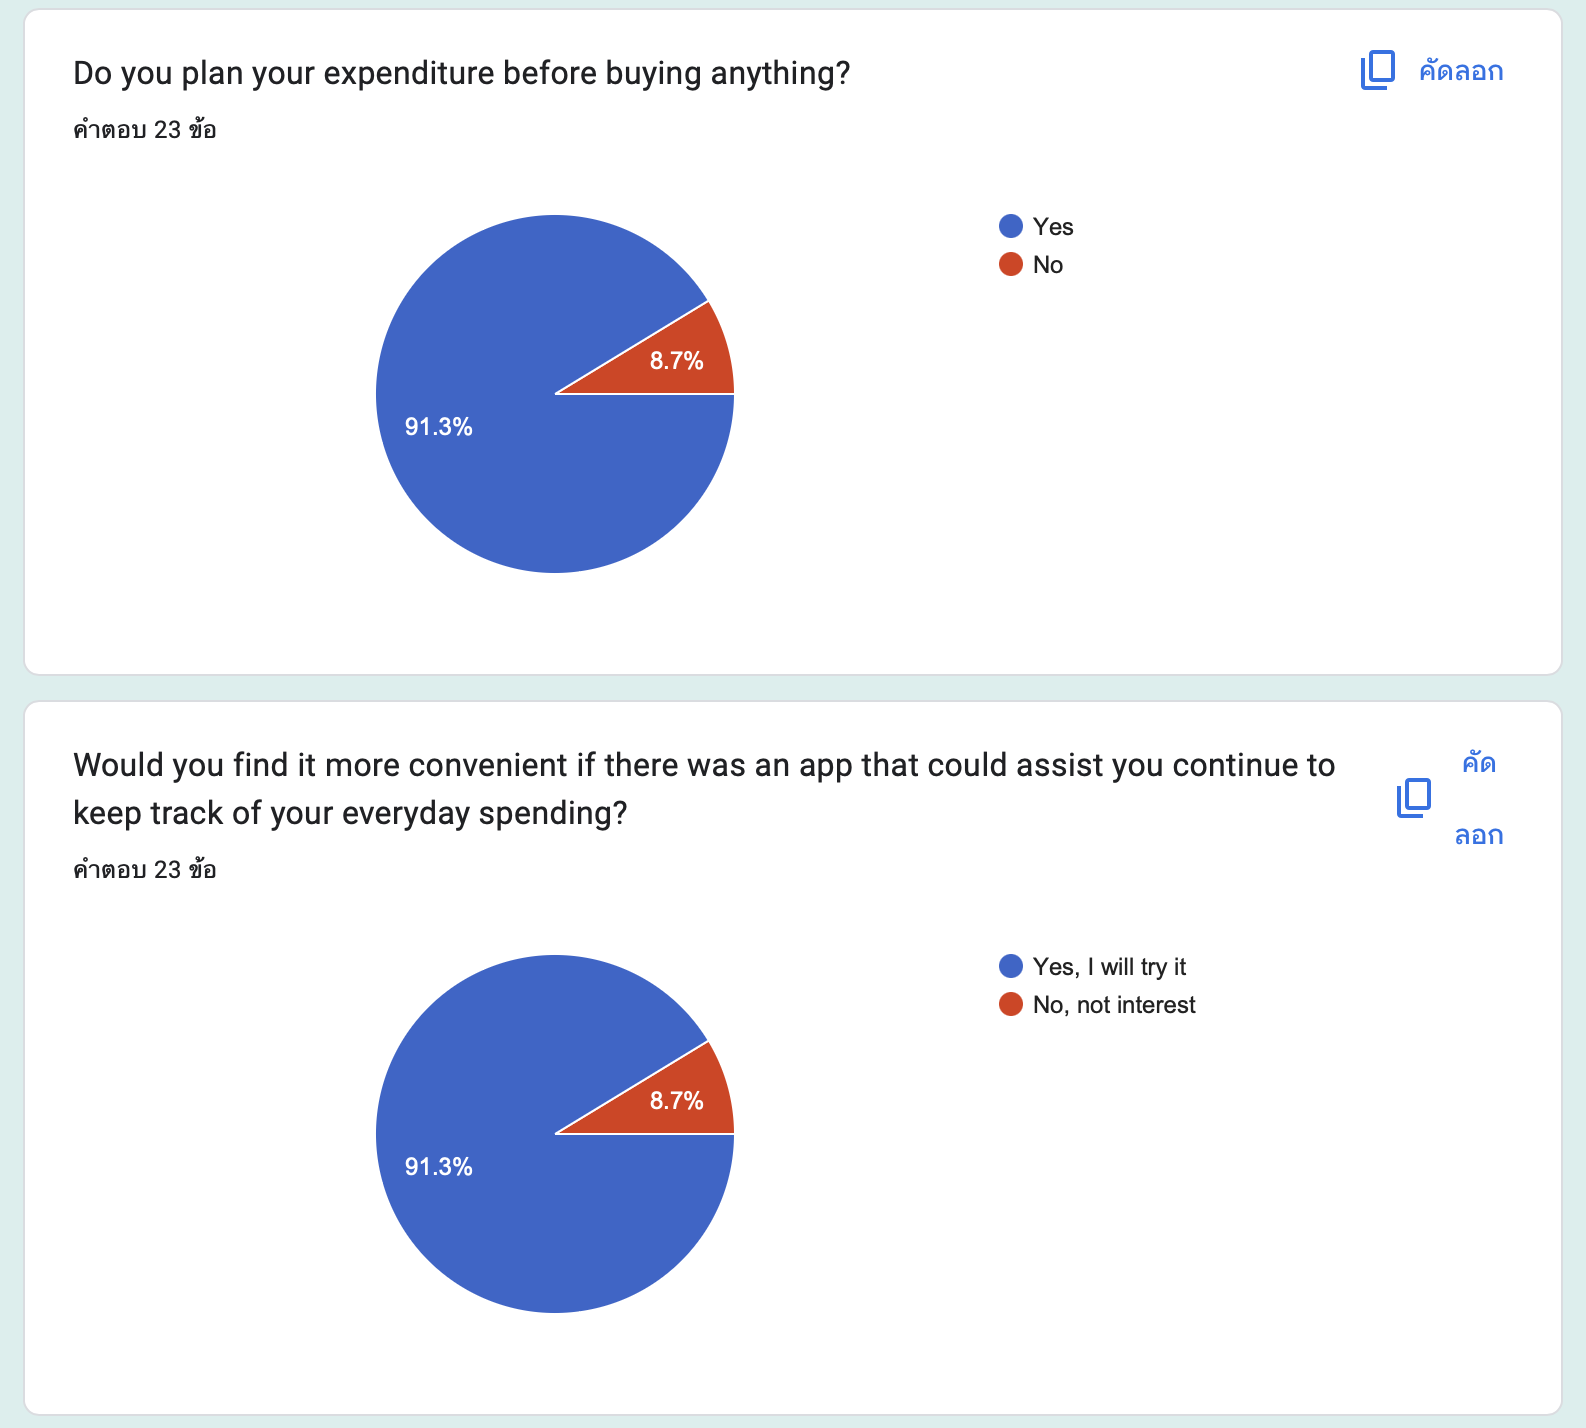 Do you plan your expenditure before buying anything?
คัดลอก
คำตอบ 23 ข้อ
Yes
No
8.7%
91.3%
Would you find it more convenient if there was an app that could assist you continue to
keep track of your everyday spending?
คัด
ลอก
คำตอบ 23 ข้อ
Yes, I will try it
No, not interest
8.7%
91.3%